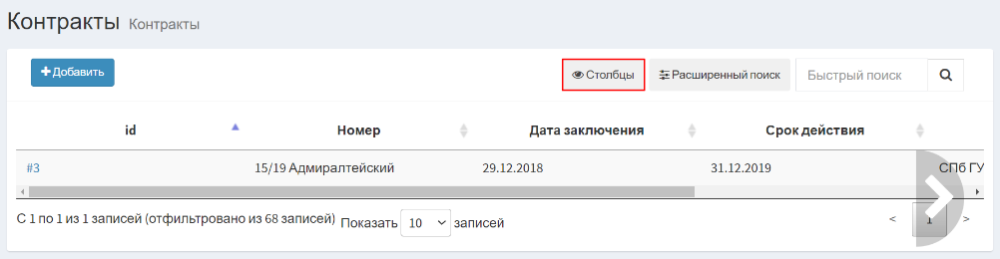 Контракты Контракты
+ Добавить Столбцы Расширенный поиск Быстрый поиск
id Номер Дата заключения Срок действия
#3 15/19 Адмиралтейский 29.12.2018 31.12.2019 СПб ГУ
С 1 по 1 из 1 записей (отфильтровано из 68 записей) Показать 10 записей < 1 >